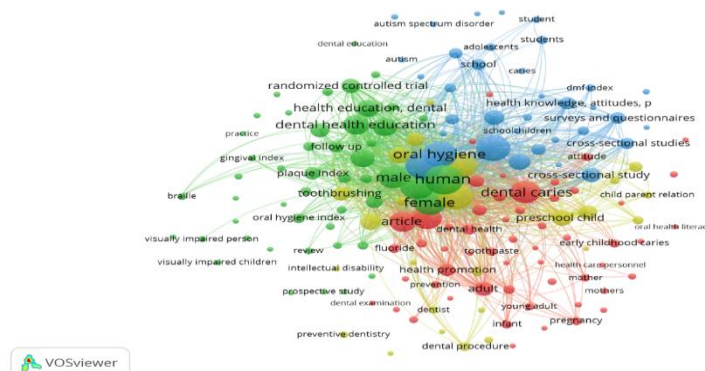 student
autism spectrum disorder
students
dental education
adolescents
autism
school
caries
randomized controlled trial
dmf index
health education, dental
health knowledge, attitudes, p
dental health education
surveys and questionnaires
practice
schoolchildren
follow up
cross-sectional studies
gingival index
oral hygiene
attitude
plaque index
male
human
cross-sectional study
braille
toothbrushing
female
dental caries
child parent relation
oral hygiene index
article
preschool child
dental health
oral health literac
visually impaired person
review
fluoride
toothpaste
early childhood caries
visually impaired children
intellectual disability
health promotion
health care personnel
mother
prospective study
prevention
adult
mothers
dental examination
young adult
dentist
infant
pregnancy
preventive dentistry
dental procedure
VOSviewer